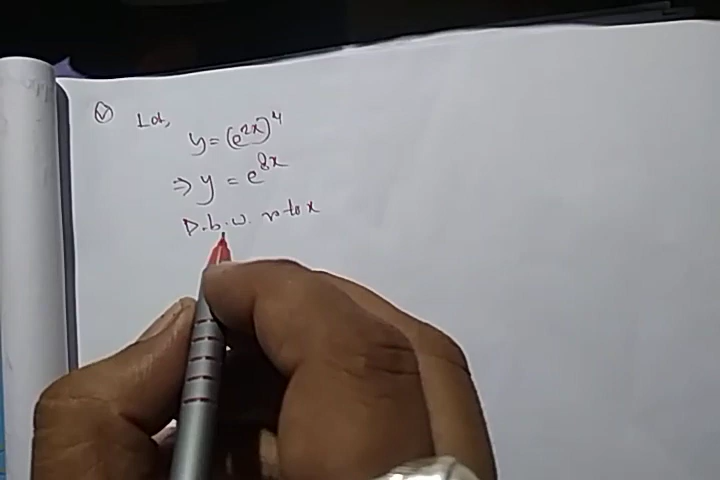 (v) Let,
y = (e^{2x})^4
⇒ y = e^{8x}
D.b.w. r to x